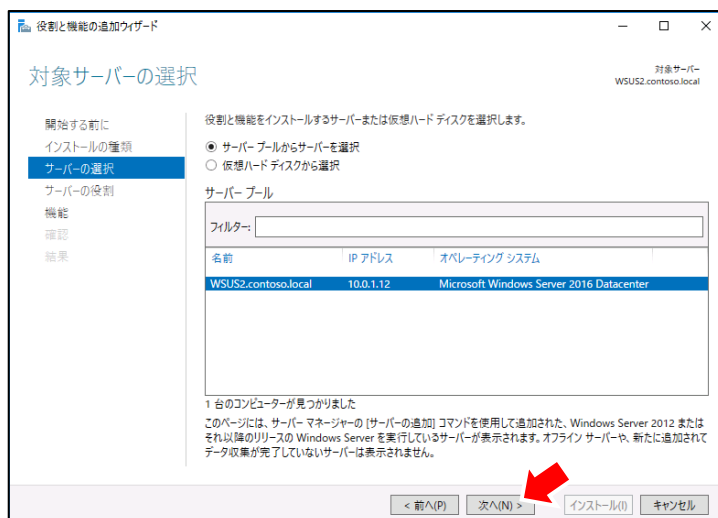 役割と機能の追加ウィザード
対象サーバーの選択
対象サーバー
WSUS2.contoso.local
開始する前に
インストールの種類
サーバーの選択
サーバーの役割
機能
確認
結果
役割と機能をインストールするサーバーまたは仮想ハード ディスクを選択します。
サーバー プールからサーバーを選択
仮想ハード ディスクから選択
サーバー プール
フィルター:
名前 IP アドレス オペレーティング システム
WSUS2.contoso.local 10.0.1.12 Microsoft Windows Server 2016 Datacenter
1 台のコンピューターが見つかりました
このページには、サーバー マネージャーの [サーバーの追加] コマンドを使用して追加された、Windows Server 2012 または
それ以降のリリースの Windows Server を実行しているサーバーが表示されます。オフライン サーバーや、新たに追加されて
データ収集が完了していないサーバーは表示されません。
< 前へ(P) 次へ(N) > インストール(I) キャンセル